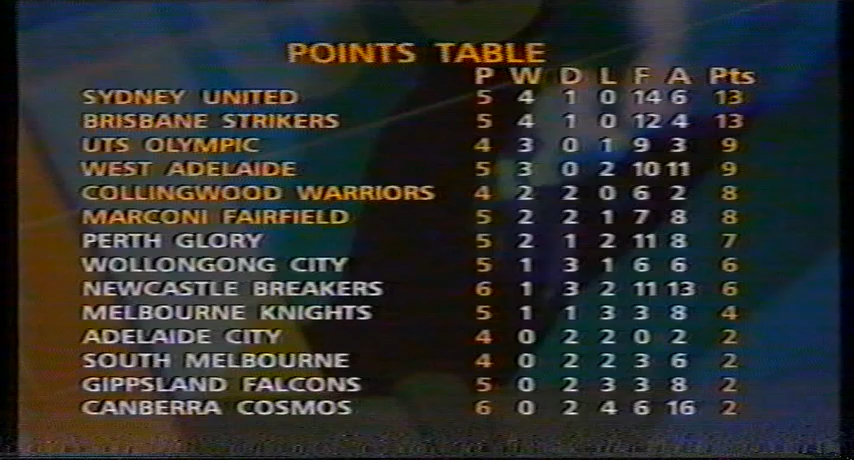 POINTS TABLE
P W D L F A Pts
SYDNEY UNITED 5 4 1 0 14 6 13
BRISBANE STRIKERS 5 4 1 0 12 4 13
UTS OLYMPIC 4 3 0 1 9 3 9
WEST ADELAIDE 5 3 0 2 10 11 9
COLLINGWOOD WARRIORS 4 2 2 0 6 2 8
MARCONI FAIRFIELD 5 2 2 1 7 8 8
PERTH GLORY 5 2 1 2 11 8 7
WOLLONGONG CITY 5 1 3 1 6 6 6
NEWCASTLE BREAKERS 6 1 3 2 11 13 6
MELBOURNE KNIGHTS 5 1 1 3 3 8 4
ADELAIDE CITY 4 0 2 2 0 2 2
SOUTH MELBOURNE 4 0 2 2 3 6 2
GIPPSLAND FALCONS 5 0 2 3 3 8 2
CANBERRA COSMOS 6 0 2 4 6 16 2